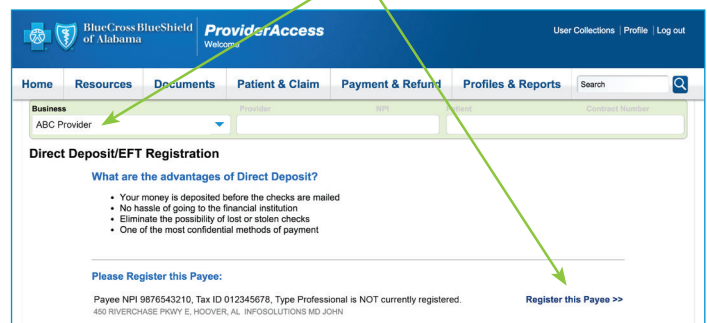 BlueCross BlueShield
of Alabama
ProviderAccess
Welcome
User Collections | Profile | Log out
Home Resources Documents Patient & Claim Payment & Refund Profiles & Reports Search
Business Provider NPI Patient Contract Number
ABC Provider
Direct Deposit/EFT Registration
What are the advantages of Direct Deposit?
• Your money is deposited before the checks are mailed
• No hassle of going to the financial institution
• Eliminate the possibility of lost or stolen checks
• One of the most confidential methods of payment
Please Register this Payee:
Payee NPI 9876543210, Tax ID 012345678, Type Professional is NOT currently registered. Register this Payee >>
450 RIVERCHASE PKWY E, HOOVER, AL INFOSOLUTIONS MD JOHN